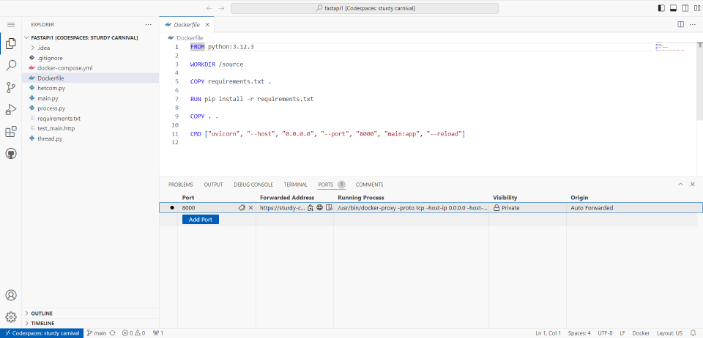 fastapi1 [Codespaces: sturdy carnival]
EXPLORER
FASTAPI1 [CODESPACES: STURDY CARNIVAL]
.idea
.gitignore
docker-compose.yml
Dockerfile
hetcom.py
main.py
process.py
requirements.txt
test_main.http
thread.py
OUTLINE
TIMELINE
Dockerfile
Dockerfile
1 FROM python:3.12.3
2
3 WORKDIR /source
4
5 COPY requirements.txt .
6
7 RUN pip install -r requirements.txt
8
9 COPY . .
10
11 CMD ["uvicorn", "--host", "0.0.0.0", "--port", "8000", "main:app", "--reload"]
12
PROBLEMS OUTPUT DEBUG CONSOLE TERMINAL PORTS 1 COMMENTS
Port Forwarded Address Running Process Visibility Origin
8000 https://sturdy-c... /usr/bin/docker-proxy -proto tcp -host-ip 0.0.0.0 -host-... Private Auto Forwarded
Add Port
Codespaces: sturdy carnival main 0 0 1 Ln 1, Col 1 Spaces: 4 UTF-8 LF Docker Layout: US